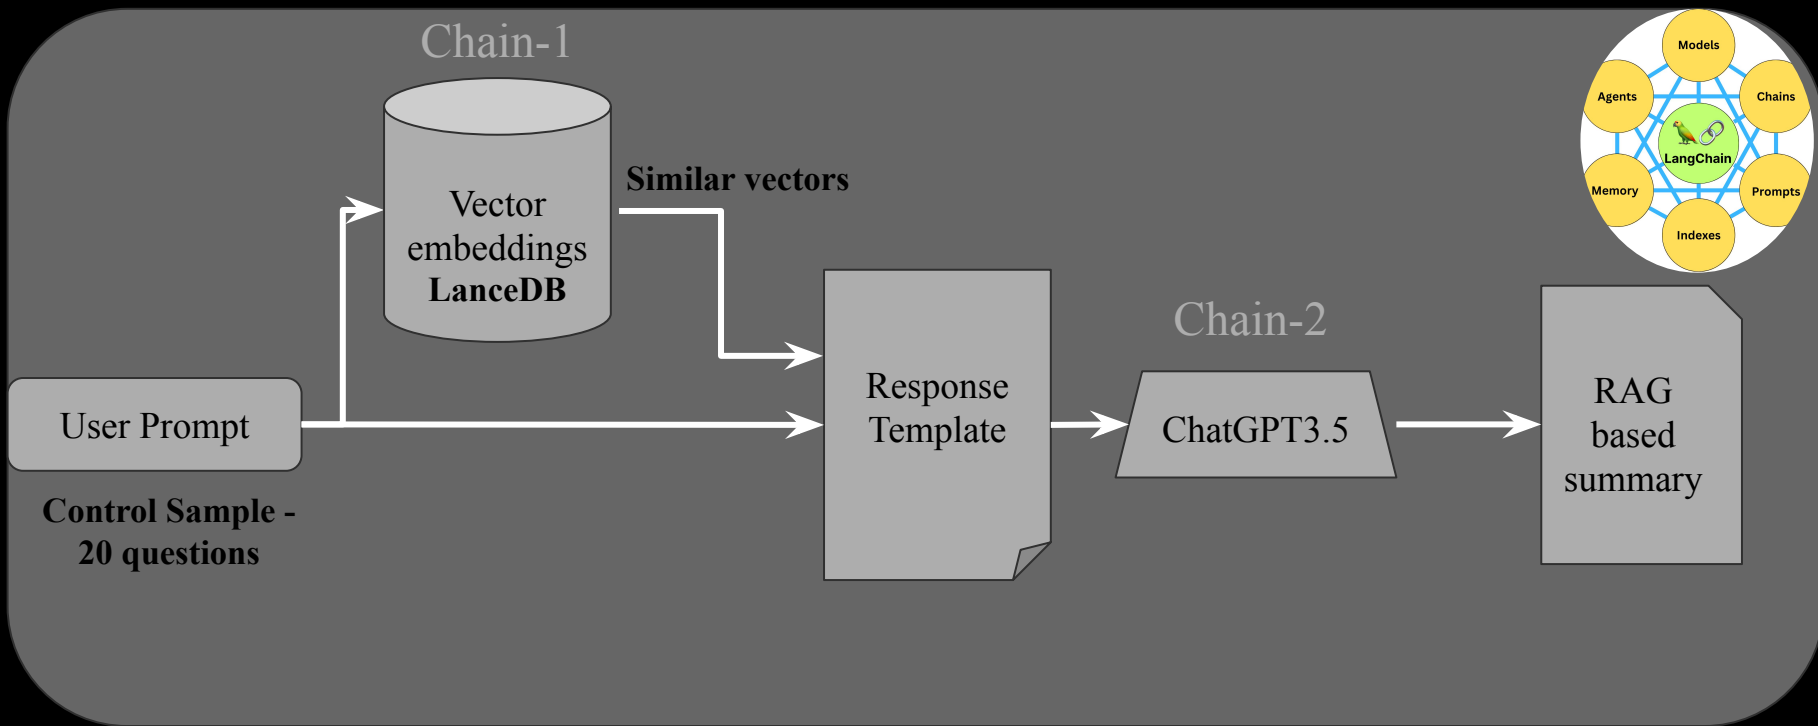 Chain-1
Vector
embeddings
LanceDB
Similar vectors
User Prompt
Control Sample -
20 questions
Response
Template
Chain-2
ChatGPT3.5
RAG
based
summary
Models
Agents
Chains
LangChain
Memory
Prompts
Indexes